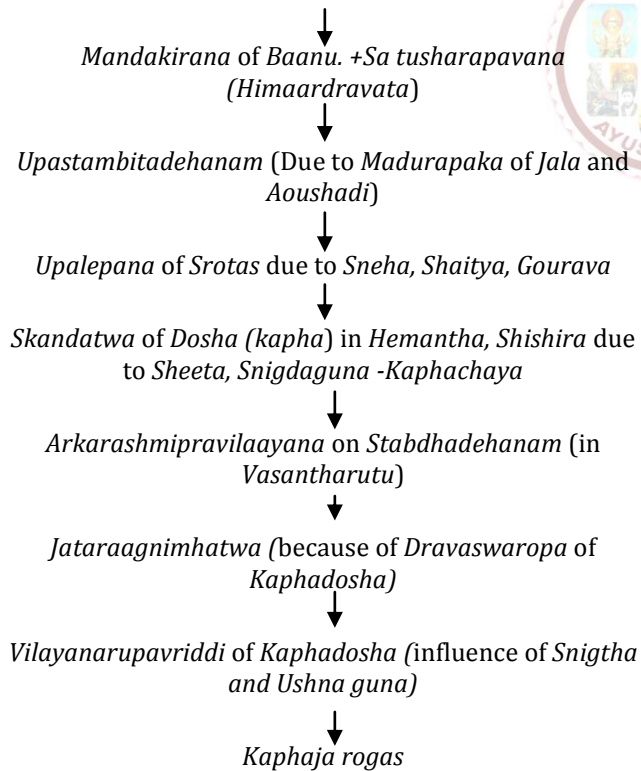 Mandakirana of Baanu. +Sa tusharapavana
(Himaardravata)
Upastambitadehanam (Due to Madurapaka of Jala and
Aoushadi)
Upalepana of Srotas due to Sneha, Shaitya, Gourava
Skandatwa of Dosha (kapha) in Hemantha, Shishira due
to Sheeta, Snigdaguna -Kaphachaya
Arkarashmipravilaayana on Stabdhadehanam (in
Vasantharutu)
Jataraagnimhatwa (because of Dravaswaropa of
Kaphadosha)
Vilayanarupavriddi of Kaphadosha (influence of Snigtha
and Ushna guna)
Kaphaja rogas